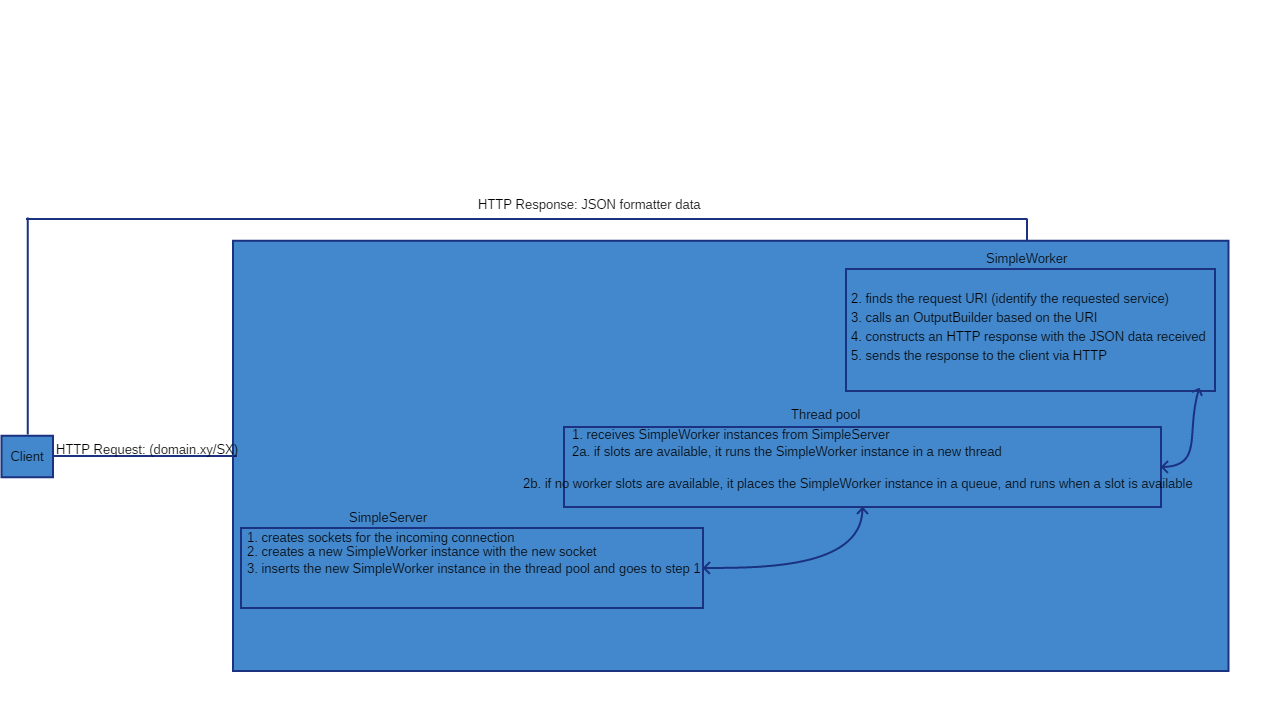 HTTP Response: JSON formatter data
SimpleWorker
2. finds the request URI (identify the requested service)
3. calls an OutputBuilder based on the URI
4. constructs an HTTP response with the JSON data received
5. sends the response to the client via HTTP
Thread pool
1. receives SimpleWorker instances from SimpleServer
2a. if slots are available, it runs the SimpleWorker instance in a new thread
2b. if no worker slots are available, it places the SimpleWorker instance in a queue, and runs when a slot is available
Client
HTTP Request: (domain.xy/SX)
SimpleServer
1. creates sockets for the incoming connection
2. creates a new SimpleWorker instance with the new socket
3. inserts the new SimpleWorker instance in the thread pool and goes to step 1